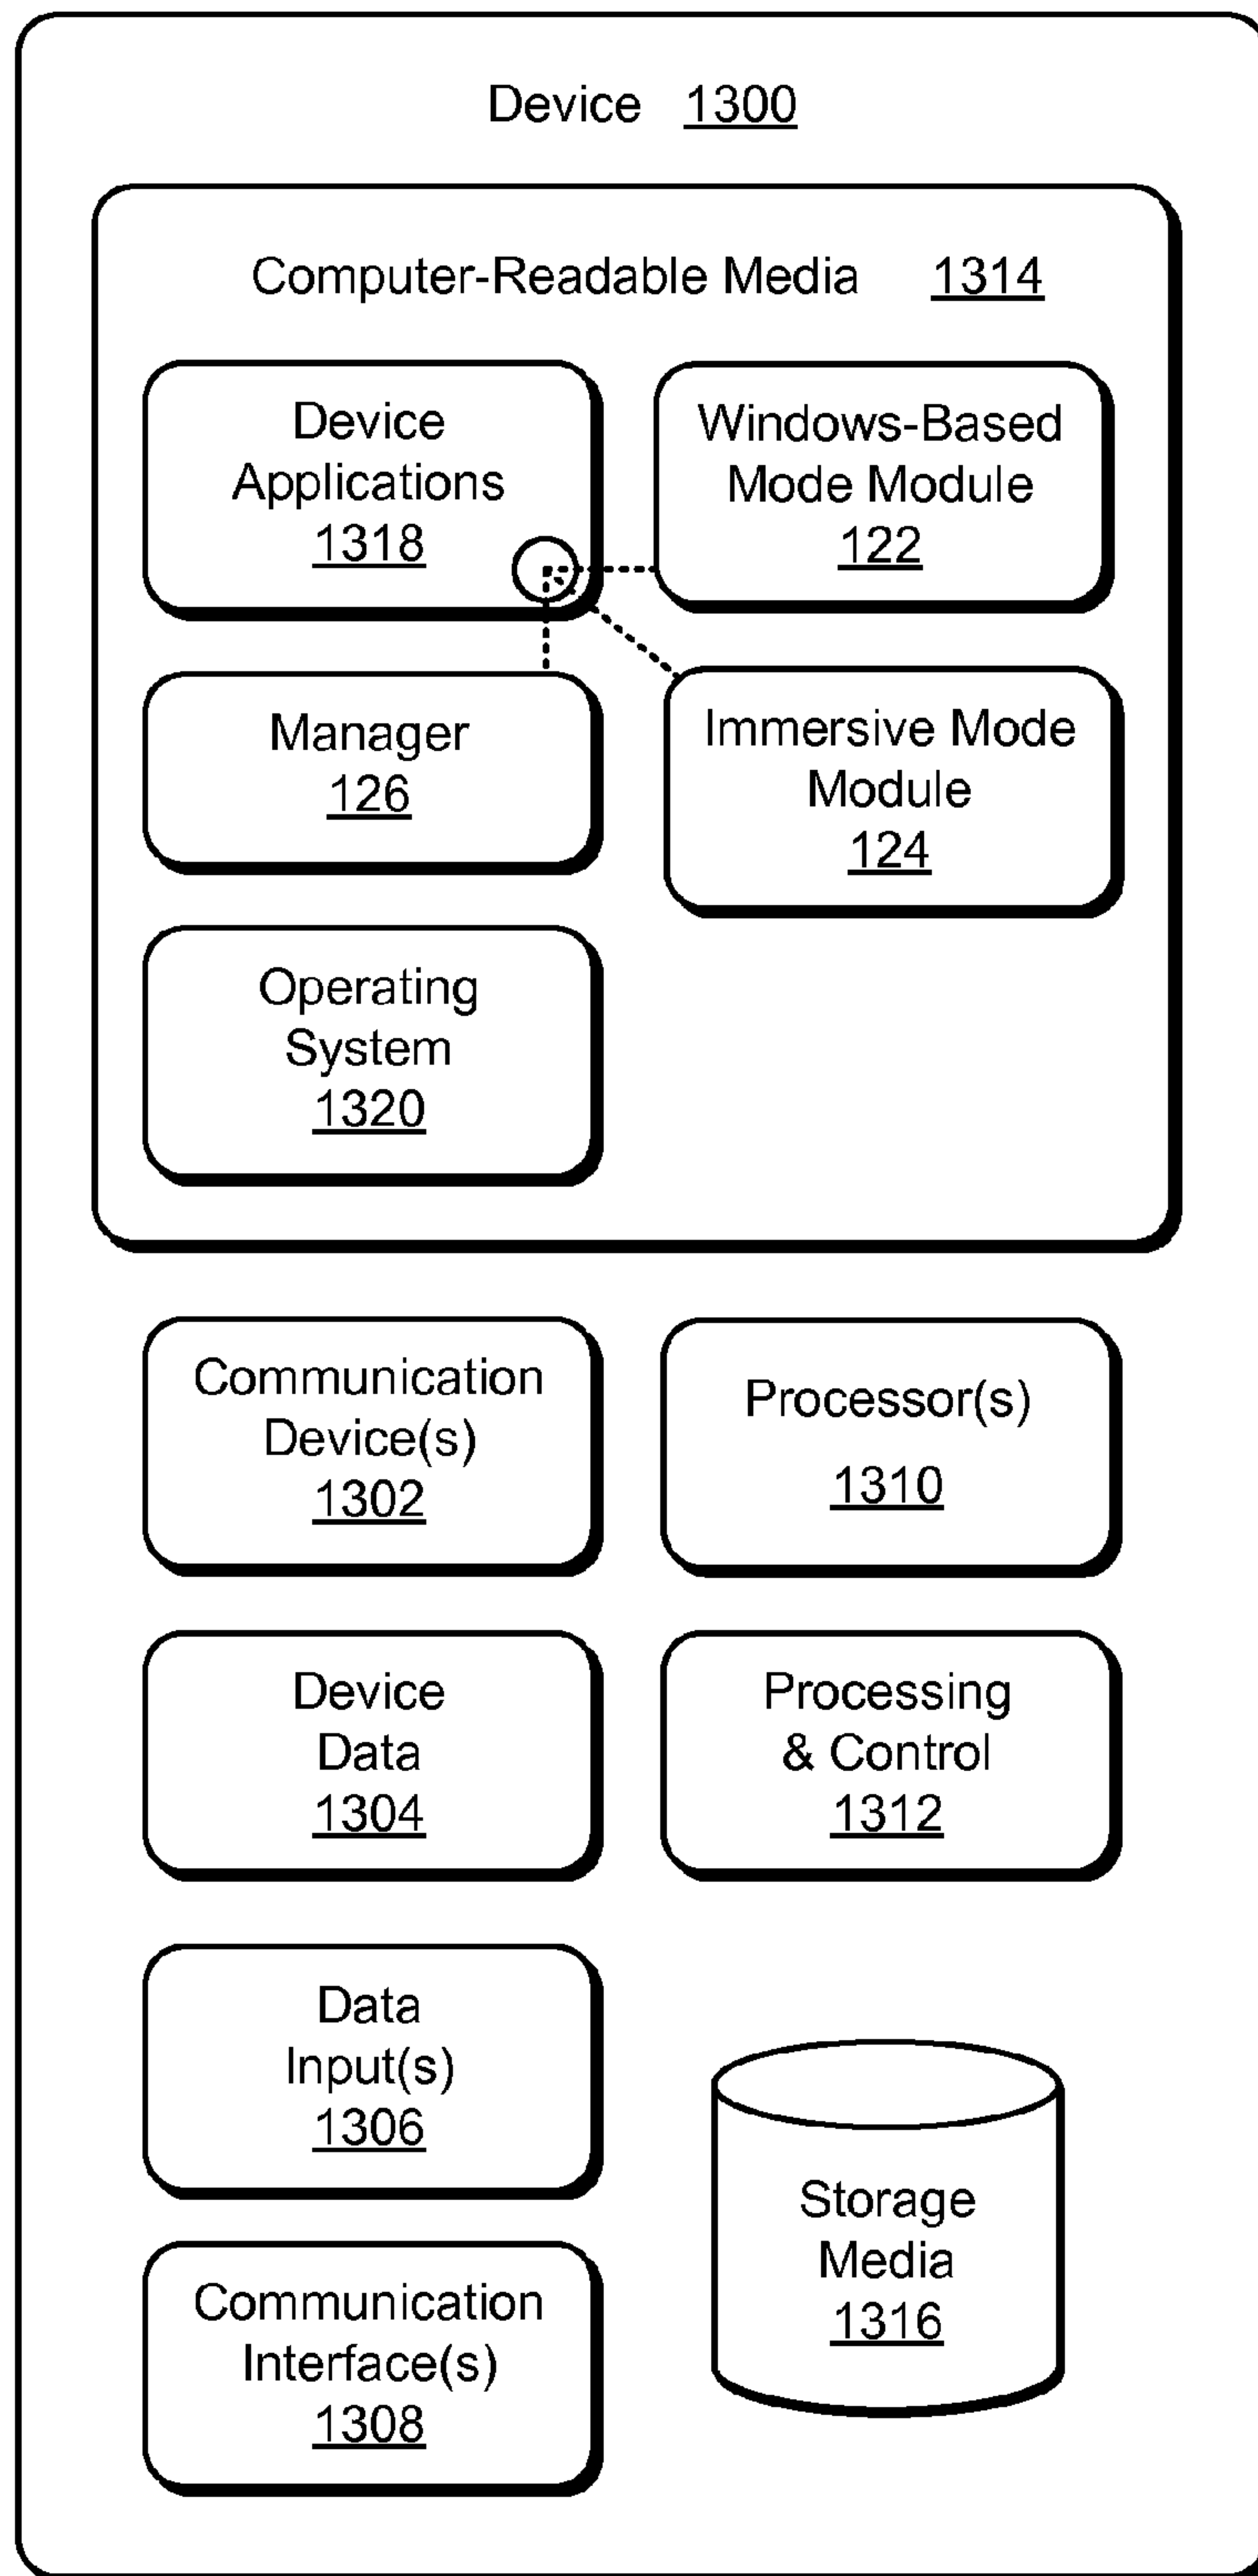 Device 1300
Computer-Readable Media 1314
Device
Applications
1318
Windows-Based
Mode Module
122
Manager
126
Immersive Mode
Module
124
Operating
System
1320
Communication
Device(s)
1302
Processor(s)
1310
Device
Data
1304
Processing
& Control
1312
Data
Input(s)
1306
Storage
Media
1316
Communication
Interface(s)
1308